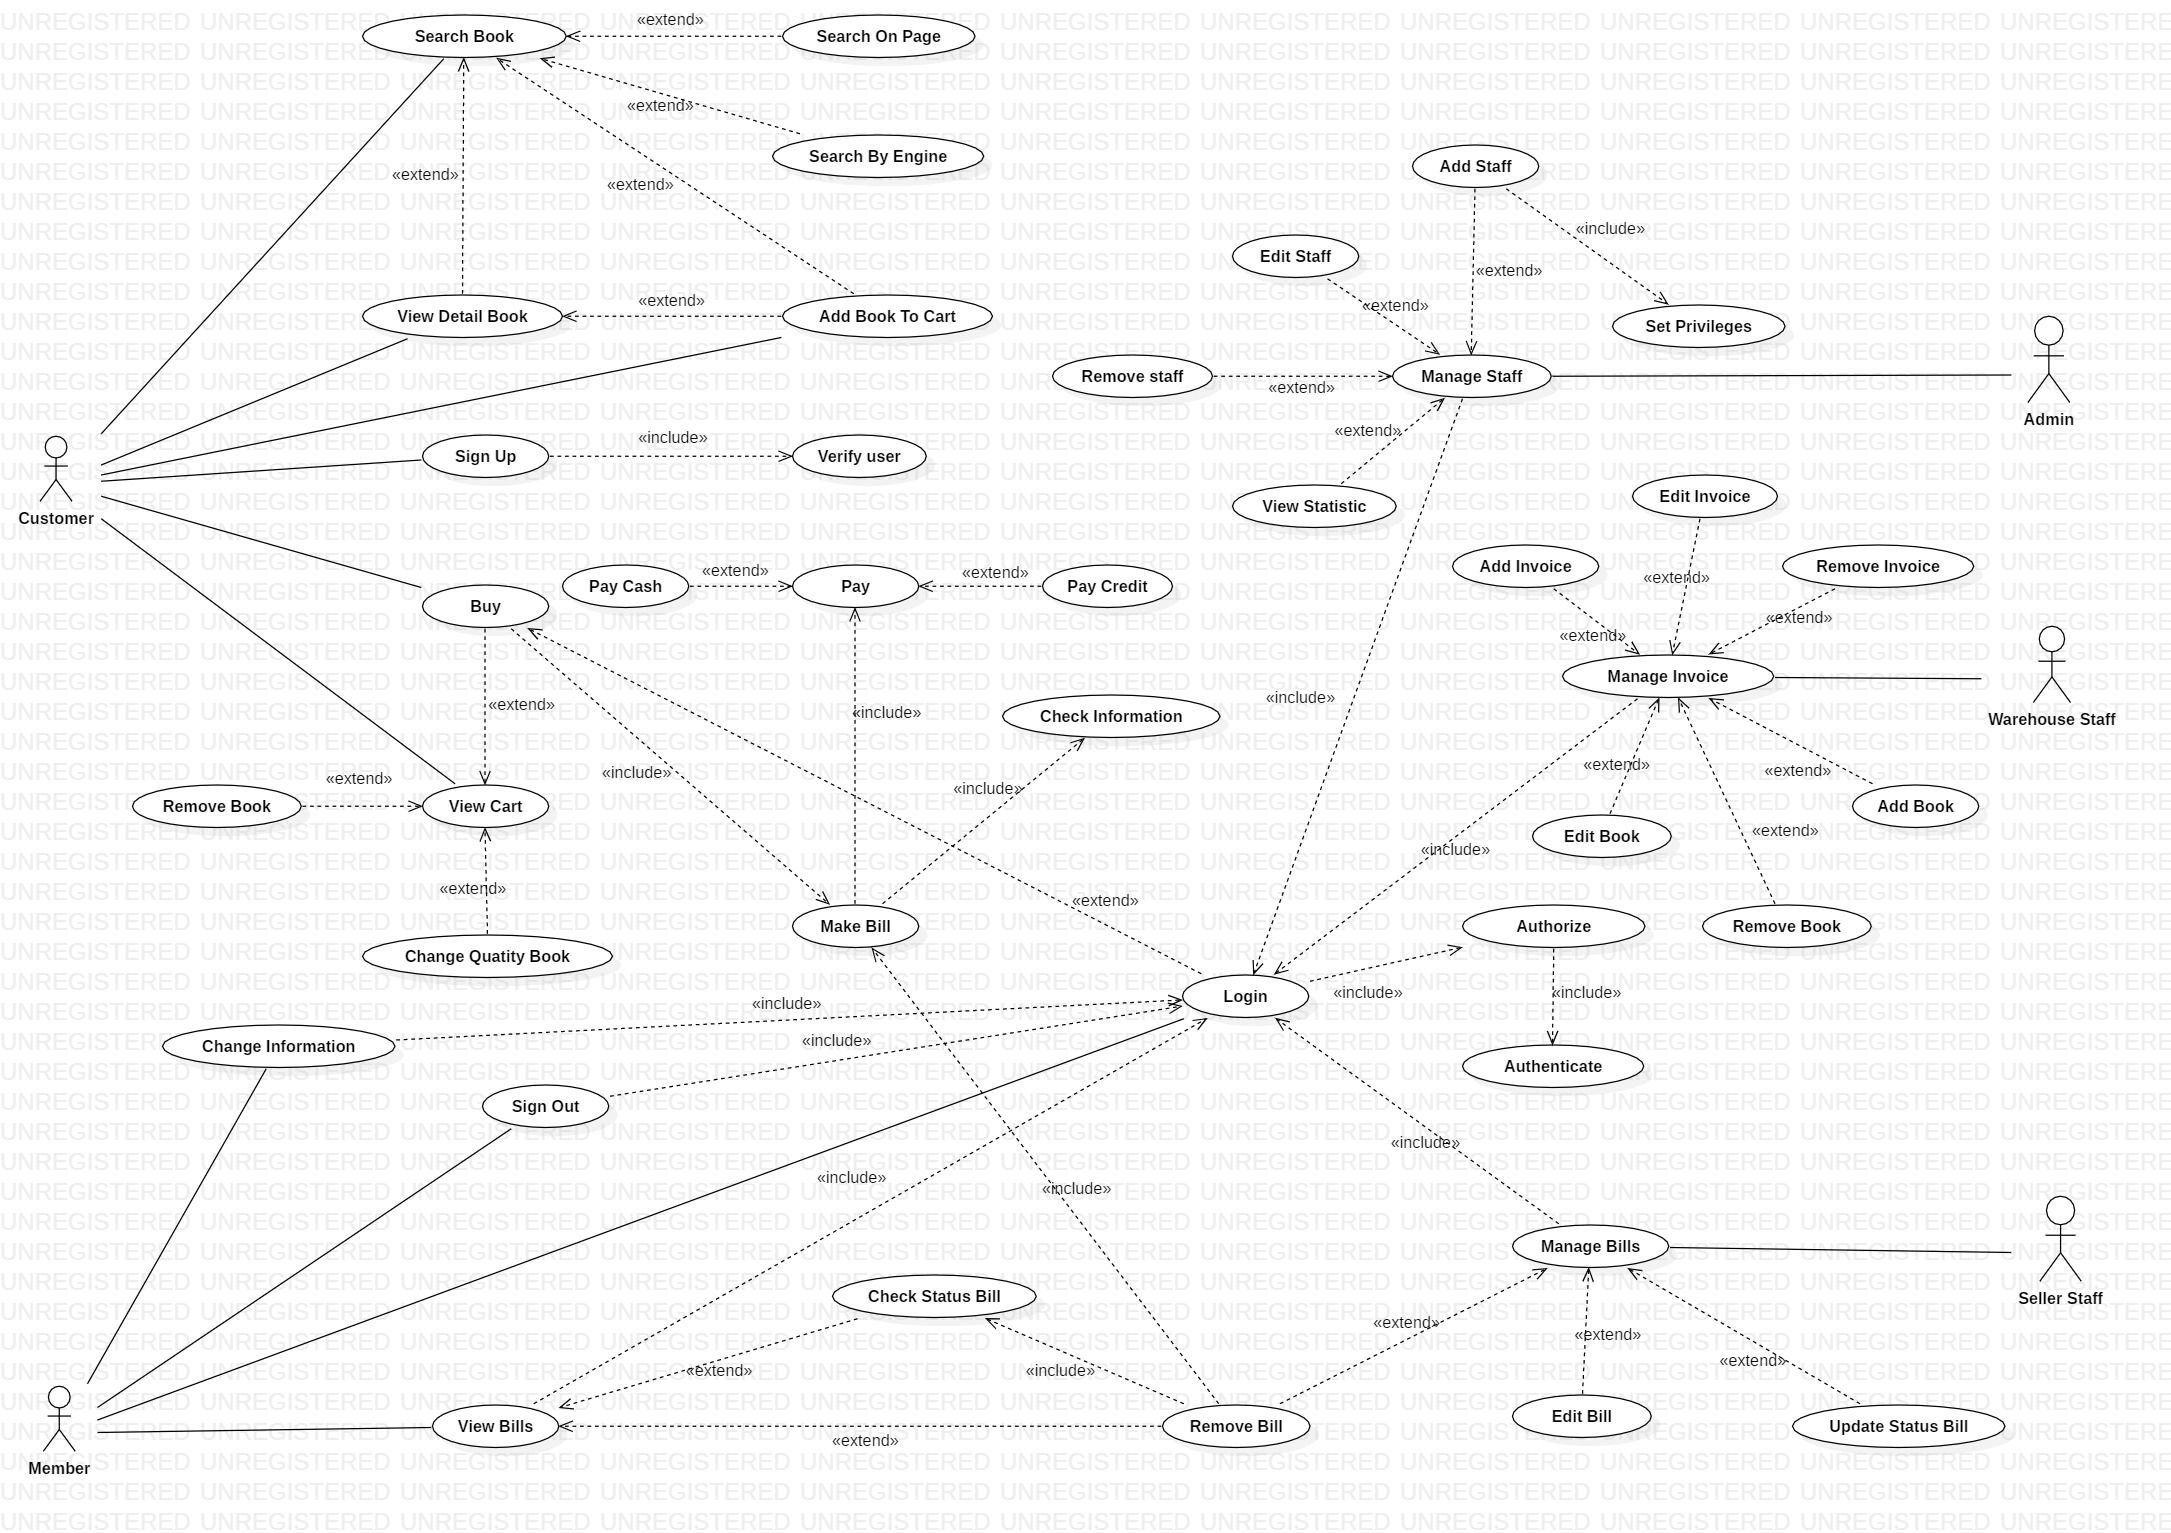 Search Book
«extend»
Search On Page
«extend»
Search By Engine
«extend»
«extend»
View Detail Book
«extend»
Add Book To Cart
Customer
Sign Up
«include»
Verify user
Buy
Pay Cash
«extend»
Pay
«extend»
Pay Credit
«extend»
«include»
«include»
Check Information
«include»
Remove Book
«extend»
View Cart
«extend»
Change Quatity Book
Make Bill
«extend»
Add Staff
«include»
Edit Staff
«extend»
«extend»
Set Privileges
Remove staff
«extend»
Manage Staff
Admin
«extend»
View Statistic
«include»
Edit Invoice
Add Invoice
«extend»
Remove Invoice
«extend»
«extend»
Manage Invoice
Warehouse Staff
«extend»
«extend»
Add Book
Edit Book
«extend»
«include»
Remove Book
Authorize
Login
«include»
«include»
Authenticate
«include»
Change Information
«include»
Sign Out
«include»
«include»
«include»
Manage Bills
Seller Staff
Check Status Bill
«extend»
«include»
«extend»
«extend»
«extend»
Member
View Bills
«extend»
Remove Bill
Edit Bill
Update Status Bill
UNREGISTERED